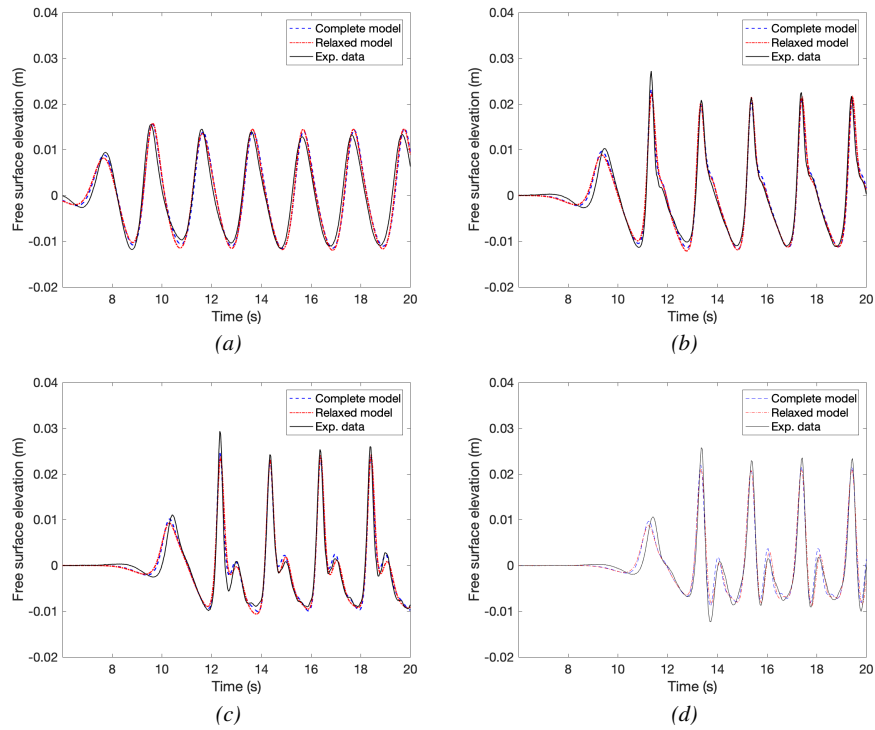 0.04
0.03
0.02
0.01
0
-0.01
-0.02
Free surface elevation (m)
Complete model
Relaxed model
Exp. data
8 10 12 14 16 18 20
Time (s)
(a)
0.04
0.03
0.02
0.01
0
-0.01
-0.02
Free surface elevation (m)
Complete model
Relaxed model
Exp. data
8 10 12 14 16 18 20
Time (s)
(b)
0.04
0.03
0.02
0.01
0
-0.01
-0.02
Free surface elevation (m)
Complete model
Relaxed model
Exp. data
8 10 12 14 16 18 20
Time (s)
(c)
0.04
0.03
0.02
0.01
0
-0.01
-0.02
Free surface elevation (m)
Complete model
Relaxed model
Exp. data
8 10 12 14 16 18 20
Time (s)
(d)